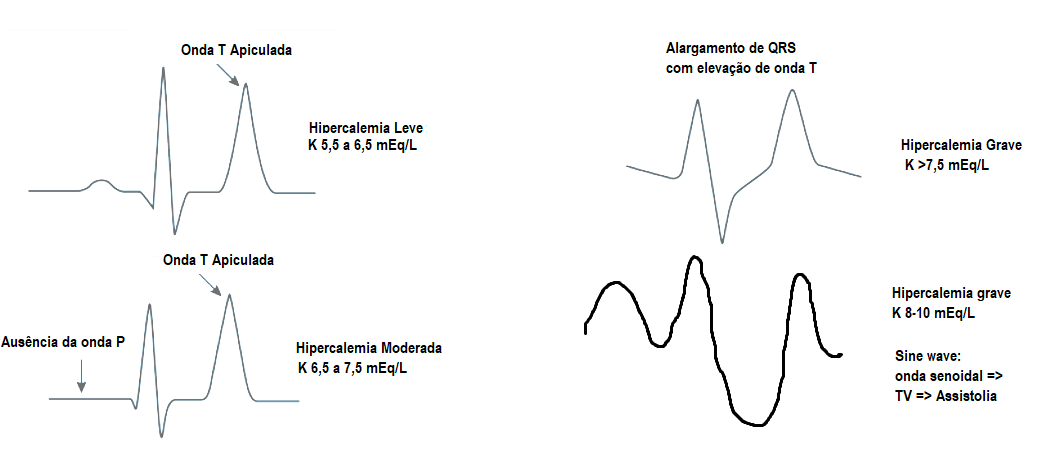 Onda T Apiculada
Hipercalemia Leve
K 5,5 a 6,5 mEq/L
Onda T Apiculada
Ausência da onda P
Hipercalemia Moderada
K 6,5 a 7,5 mEq/L
Alargamento de QRS
com elevação de onda T
Hipercalemia Grave
K >7,5 mEq/L
Hipercalemia grave
K 8-10 mEq/L
Sine wave:
onda senoidal =>
TV => Assistolia